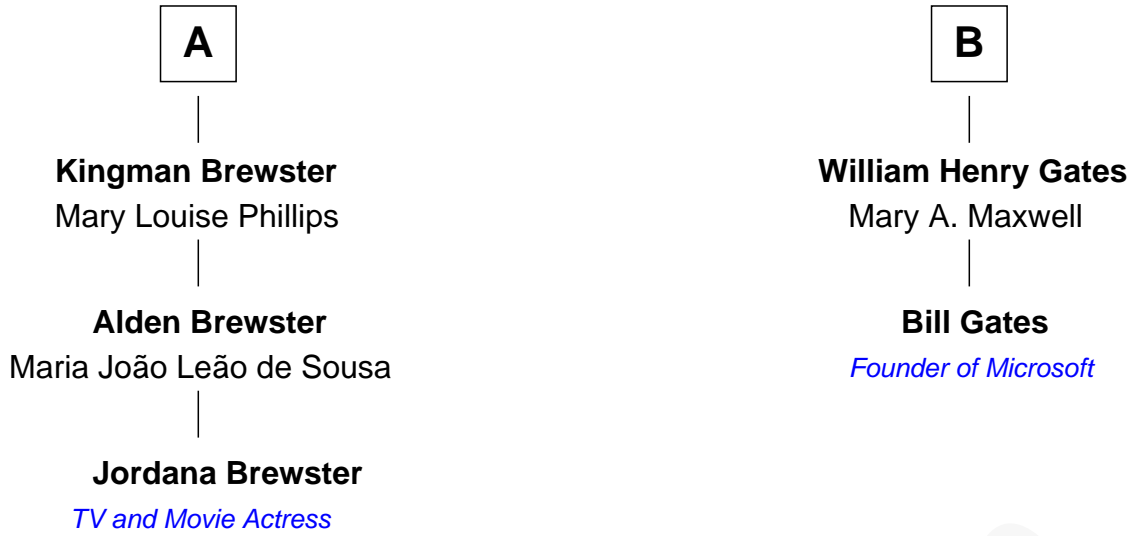 A
Kingman Brewster
Mary Louise Phillips
Alden Brewster
Maria João Leão de Sousa
Jordana Brewster
TV and Movie Actress
B
William Henry Gates
Mary A. Maxwell
Bill Gates
Founder of Microsoft